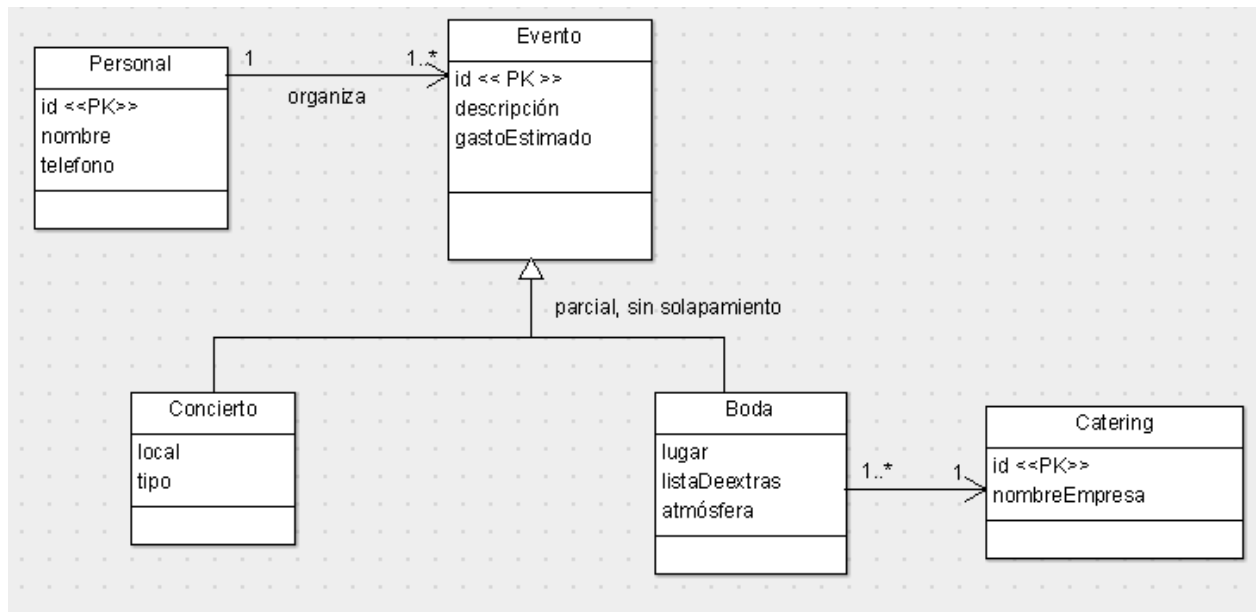 Personal
id <<PK>>
nombre
telefono
1
1..*
organiza
Evento
id << PK >>
descripción
gastoEstimado
parcial, sin solapamiento
Concierto
local
tipo
Boda
lugar
listaDeextras
atmósfera
1..*
1
Catering
id <<PK>>
nombreEmpresa